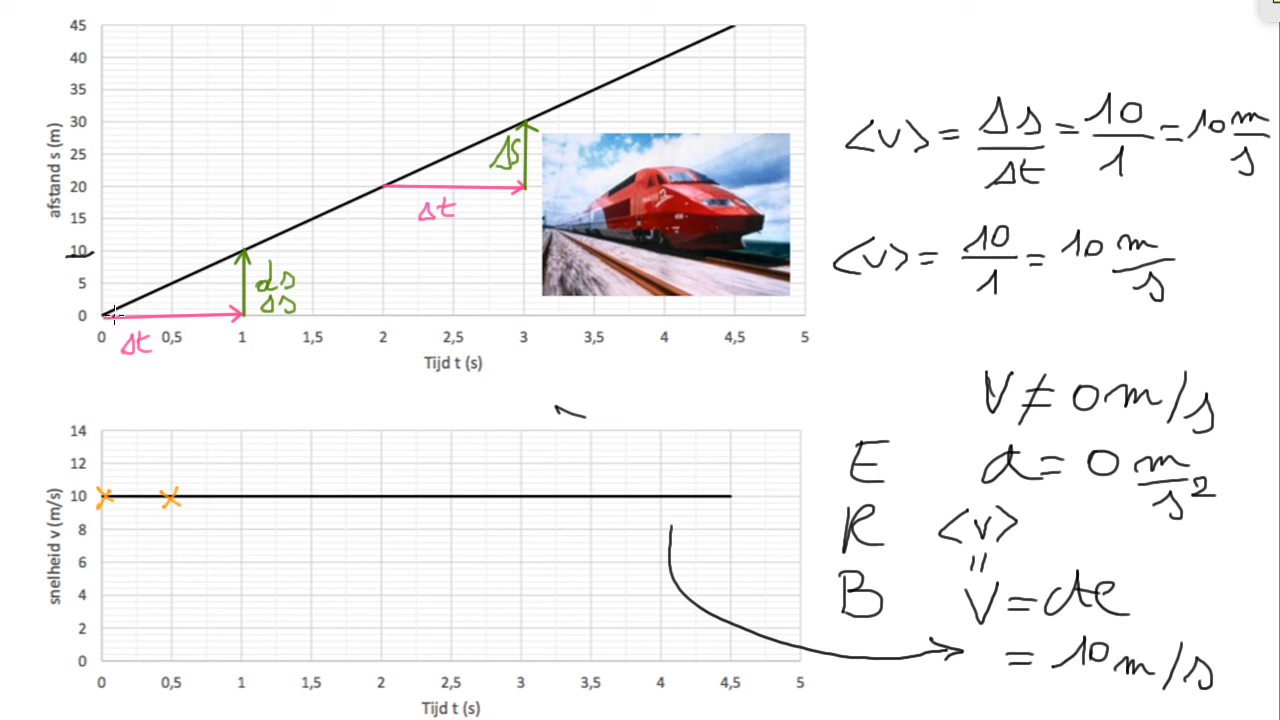 45
40
35
30
25
20
15
10
5
0
afstand s (m)
Δs
Δt
ds
Δs
Δt
0 0,5 1 1,5 2 2,5 3 3,5 4 4,5 5
Tijd t (s)
<v> = Δs/Δt = 10/1 = 10 m/s
<v> = 10/1 = 10 m/s
14
12
10
8
6
4
2
0
snelheid v (m/s)
0 0,5 1 1,5 2 2,5 3 3,5 4 4,5 5
Tijd t (s)
V ≠ 0 m/s
E a = 0 m/s²
R <v>
=
B V = cte
= 10 m/s